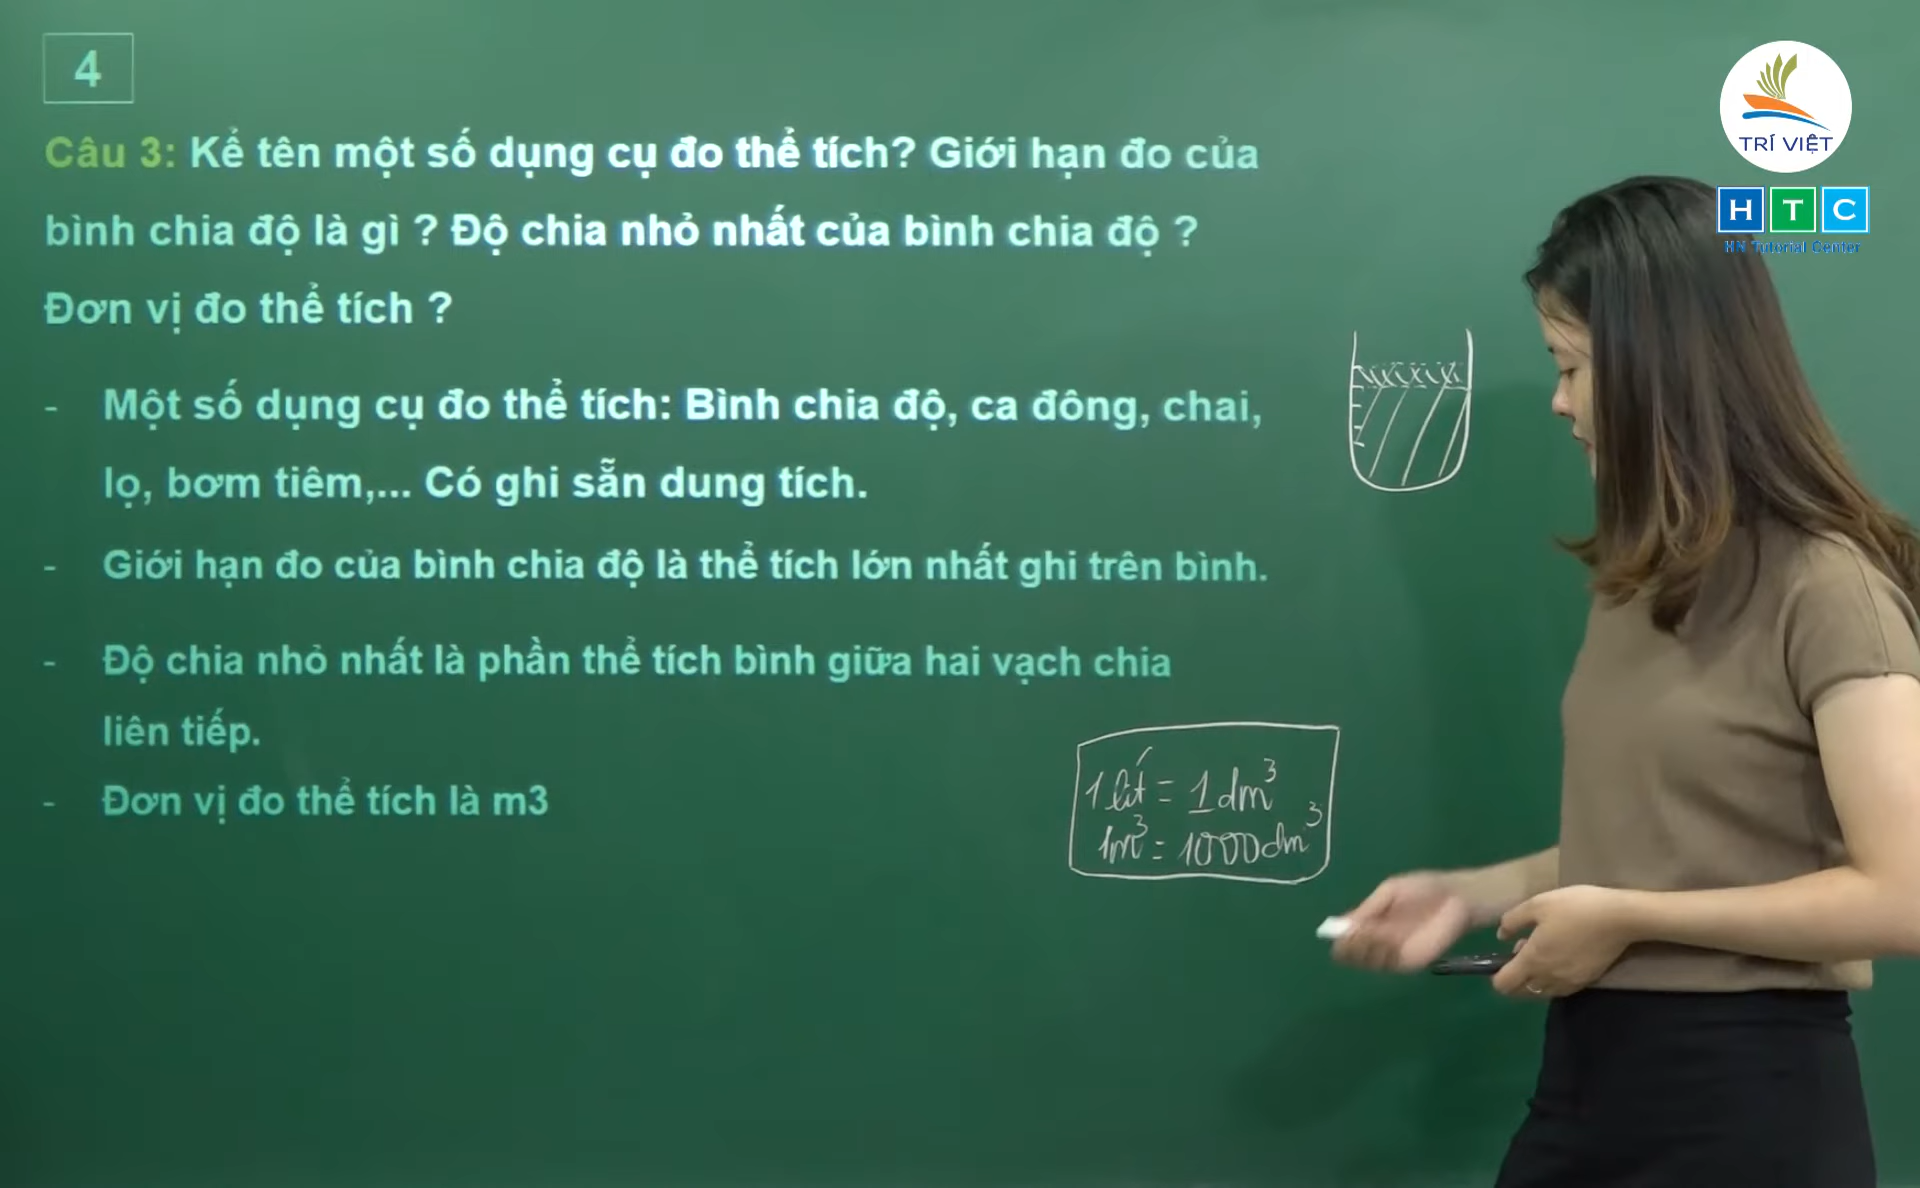 4
TRÍ VIỆT
H T C
HN Tutorial Center
Câu 3: Kể tên một số dụng cụ đo thể tích? Giới hạn đo của
bình chia độ là gì ? Độ chia nhỏ nhất của bình chia độ ?
Đơn vị đo thể tích ?
- Một số dụng cụ đo thể tích: Bình chia độ, ca đông, chai,
lọ, bơm tiêm,... Có ghi sẵn dung tích.
- Giới hạn đo của bình chia độ là thể tích lớn nhất ghi trên bình.
- Độ chia nhỏ nhất là phần thể tích bình giữa hai vạch chia
liên tiếp.
- Đơn vị đo thể tích là m3
1 lít = 1 dm³
1m³ = 1000 dm³